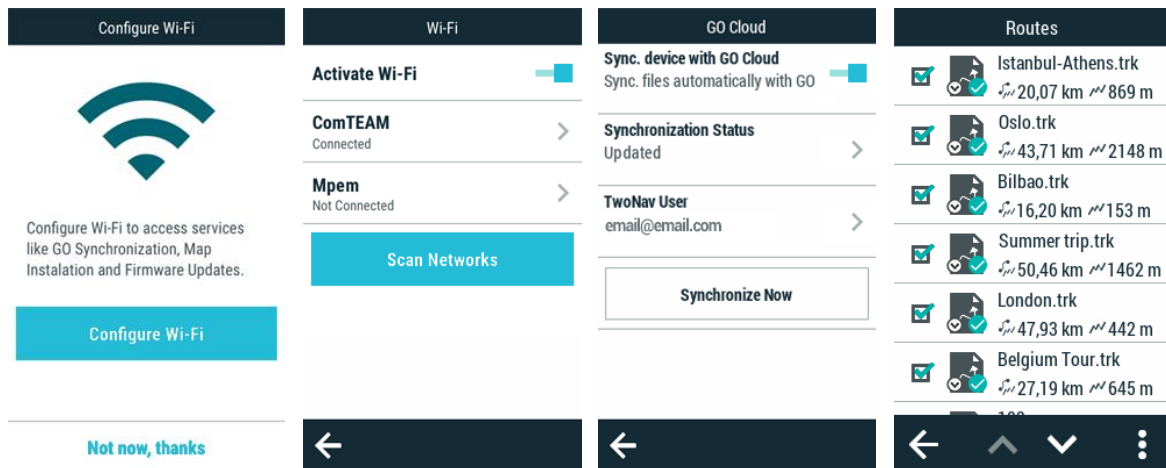 Configure Wi-Fi
Configure Wi-Fi to access services
like GO Synchronization, Map
Instalation and Firmware Updates.
Configure Wi-Fi
Not now, thanks
Wi-Fi
Activate Wi-Fi
ComTEAM
Connected
Mpem
Not Connected
Scan Networks
GO Cloud
Sync. device with GO Cloud
Sync. files automatically with GO
Synchronization Status
Updated
TwoNav User
email@email.com
Synchronize Now
Routes
Istanbul-Athens.trk
20,07 km 869 m
Oslo.trk
43,71 km 2148 m
Bilbao.trk
16,20 km 153 m
Summer trip.trk
50,46 km 1462 m
London.trk
47,93 km 442 m
Belgium Tour.trk
27,19 km 645 m